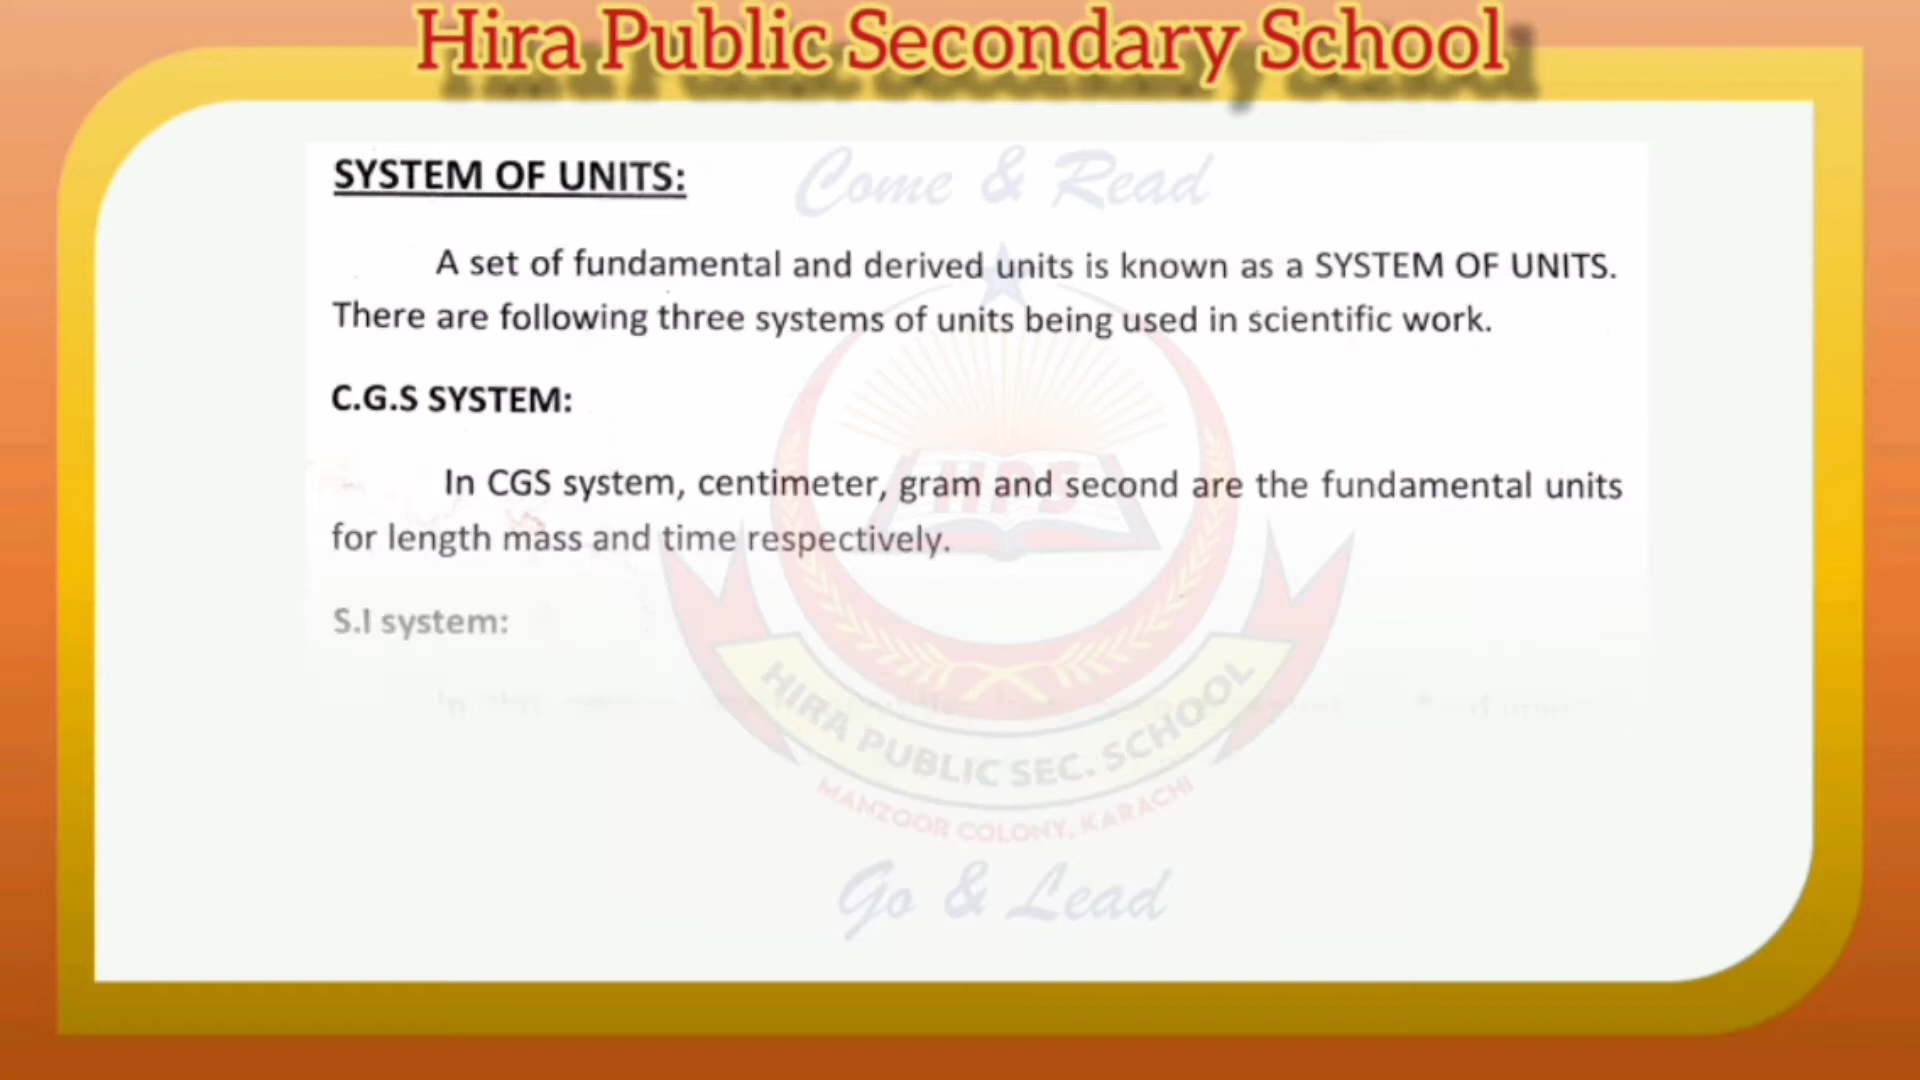 Hira Public Secondary School
Come & Read
SYSTEM OF UNITS:
A set of fundamental and derived units is known as a SYSTEM OF UNITS.
There are following three systems of units being used in scientific work.
C.G.S SYSTEM:
HPS
In CGS system, centimeter, gram and second are the fundamental units
for length mass and time respectively.
S.I system:
HIRA PUBLIC SEC. SCHOOL
MANZOOR COLONY, KARACHI
Go & Lead